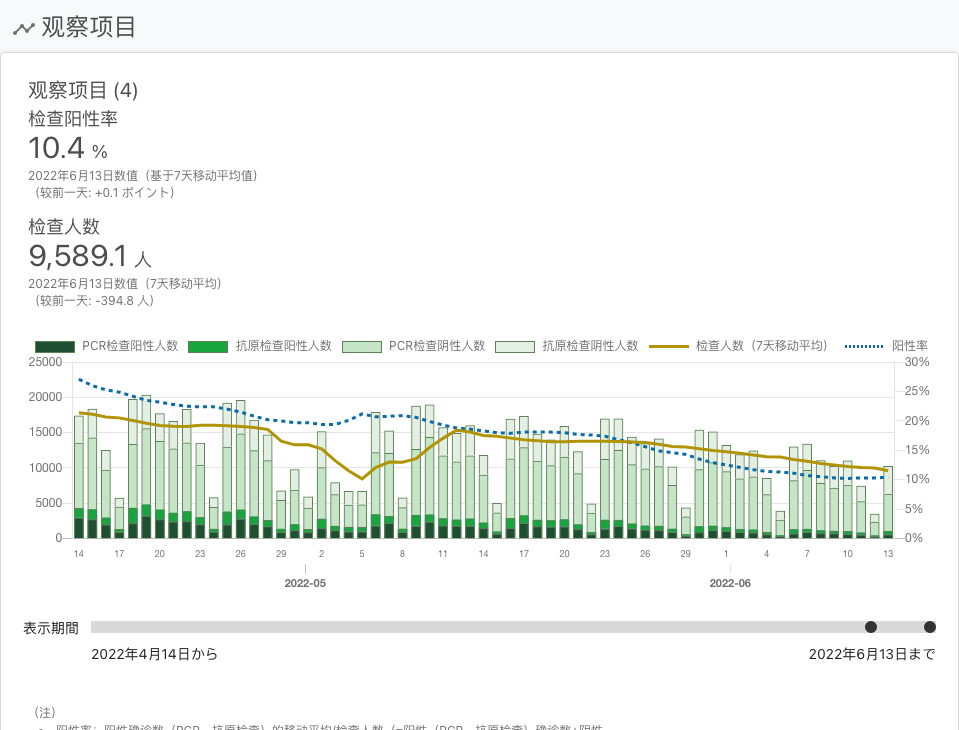 观察项目
观察项目 (4)
检查阳性率
10.4 %
2022年6月13日数值（基于7天移动平均值）
（较前一天: +0.1 ポイント）
检查人数
9,589.1 人
2022年6月13日数值（7天移动平均）
（较前一天: -394.8 人）
PCR检查阳性人数 抗原检查阳性人数 PCR检查阴性人数 抗原检查阴性人数 检查人数（7天移动平均） 阳性率
25000 30%
20000 25%
15000 20%
10000 15%
5000 10%
0 5%
0%
14 17 20 23 26 29 2 5 8 11 14 17 20 23 26 29 1 4 7 10 13
2022-05 2022-06
表示期間
2022年4月14日から 2022年6月13日まで
（注）